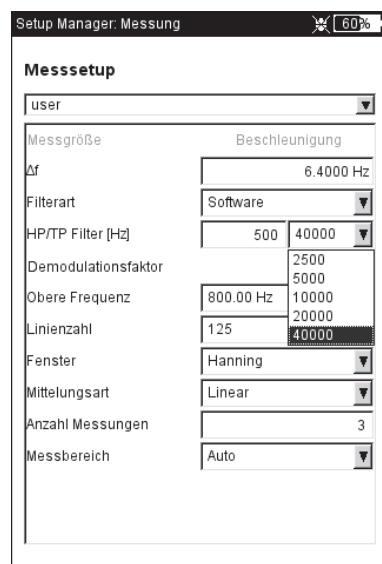 Setup Manager: Messung 60%
Messsetup
user
Messgröße Beschleunigung
Δf 6.4000 Hz
Filterart Software
HP/TP Filter [Hz] 500 40000
2500
5000
10000
20000
40000
Demodulationsfaktor
Obere Frequenz 800.00 Hz
Linienzahl 125
Fenster Hanning
Mittelungsart Linear
Anzahl Messungen 3
Messbereich Auto